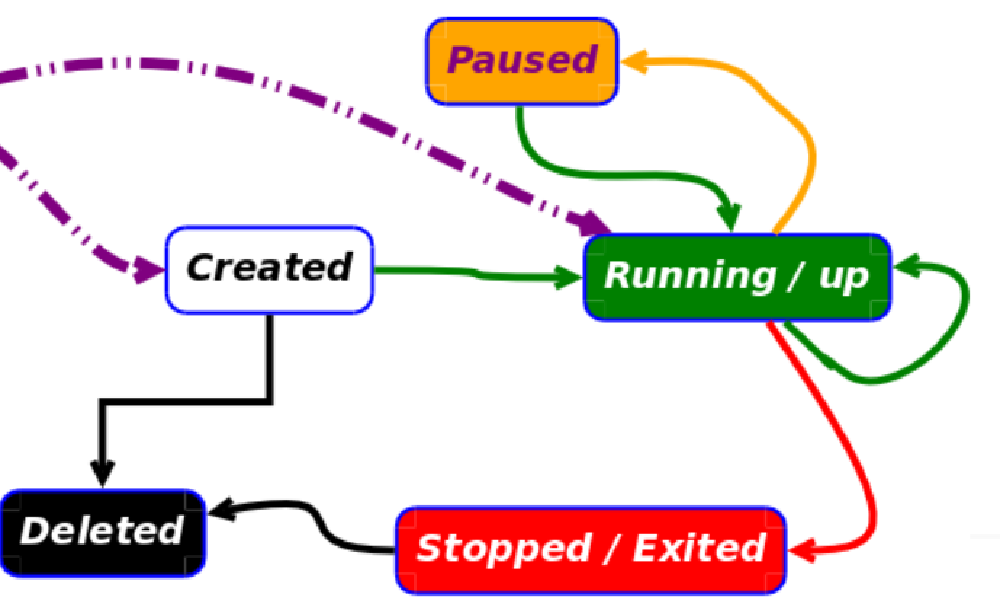 Paused
Created
Running / up
Deleted
Stopped / Exited